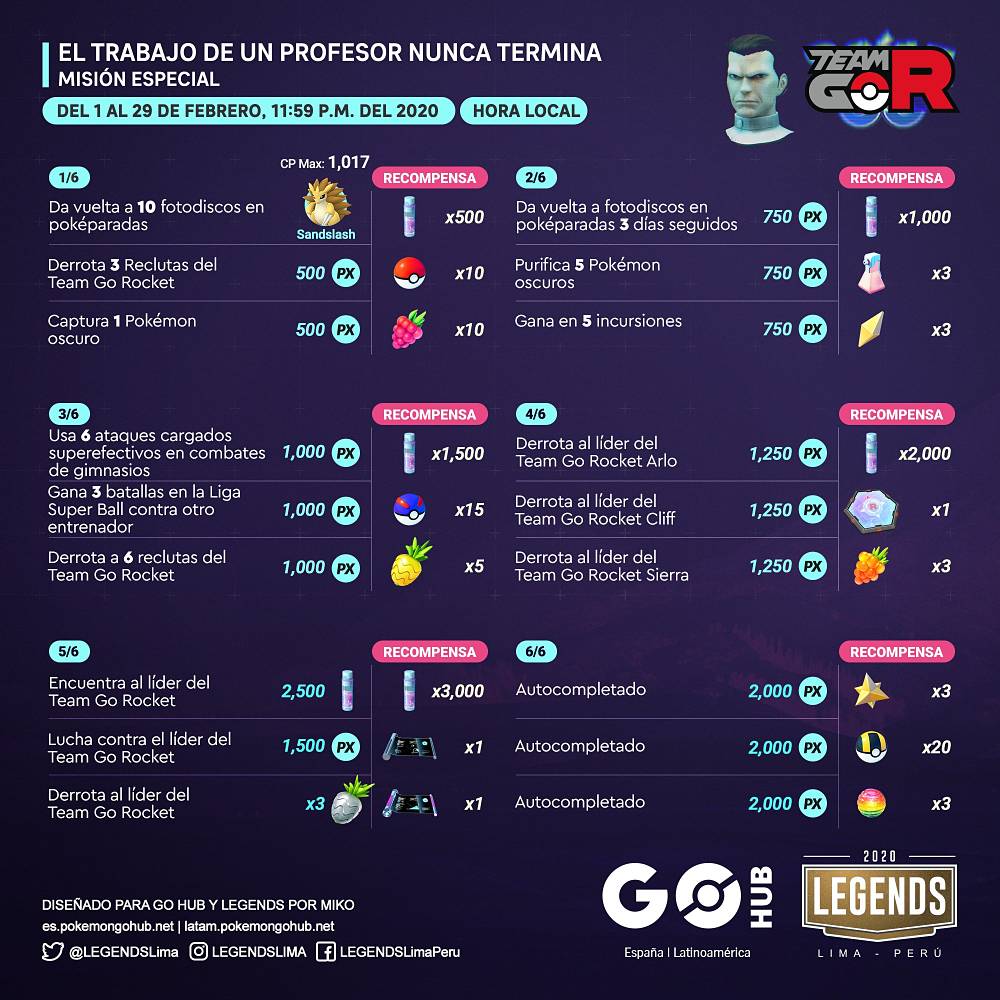 EL TRABAJO DE UN PROFESOR NUNCA TERMINA
MISIÓN ESPECIAL
DEL 1 AL 29 DE FEBRERO, 11:59 P.M. DEL 2020
HORA LOCAL
TEAM
GO R
1/6
CP Max: 1,017
RECOMPENSA
Da vuelta a 10 fotodiscos en
poképaradas
Sandslash
x500
Derrota 3 Reclutas del
Team Go Rocket
500 PX
x10
Captura 1 Pokémon
oscuro
500 PX
x10
2/6
RECOMPENSA
Da vuelta a fotodiscos en
poképaradas 3 días seguidos
750 PX
x1,000
Purifica 5 Pokémon
oscuros
750 PX
x3
Gana en 5 incursiones
750 PX
x3
3/6
RECOMPENSA
Usa 6 ataques cargados
superefectivos en combates
de gimnasios
1,000 PX
x1,500
Gana 3 batallas en la Liga
Super Ball contra otro
entrenador
1,000 PX
x15
Derrota a 6 reclutas del
Team Go Rocket
1,000 PX
x5
4/6
RECOMPENSA
Derrota al líder del
Team Go Rocket Arlo
1,250 PX
x2,000
Derrota al líder del
Team Go Rocket Cliff
1,250 PX
x1
Derrota al líder del
Team Go Rocket Sierra
1,250 PX
x3
5/6
RECOMPENSA
Encuentra al líder del
Team Go Rocket
2,500
x3,000
Lucha contra el líder del
Team Go Rocket
1,500 PX
x1
Derrota al líder del
Team Go Rocket
x3
x1
6/6
RECOMPENSA
Autocompletado
2,000 PX
x3
Autocompletado
2,000 PX
x20
Autocompletado
2,000 PX
x3
DISEÑADO PARA GO HUB Y LEGENDS POR MIKO
es.pokemongohub.net | latam.pokemongohub.net
@LEGENDSLima LEGENDSLIMA LEGENDSLimaPeru
GO HUB
España | Latinoamérica
2020
LEGENDS
LIMA - PERÚ